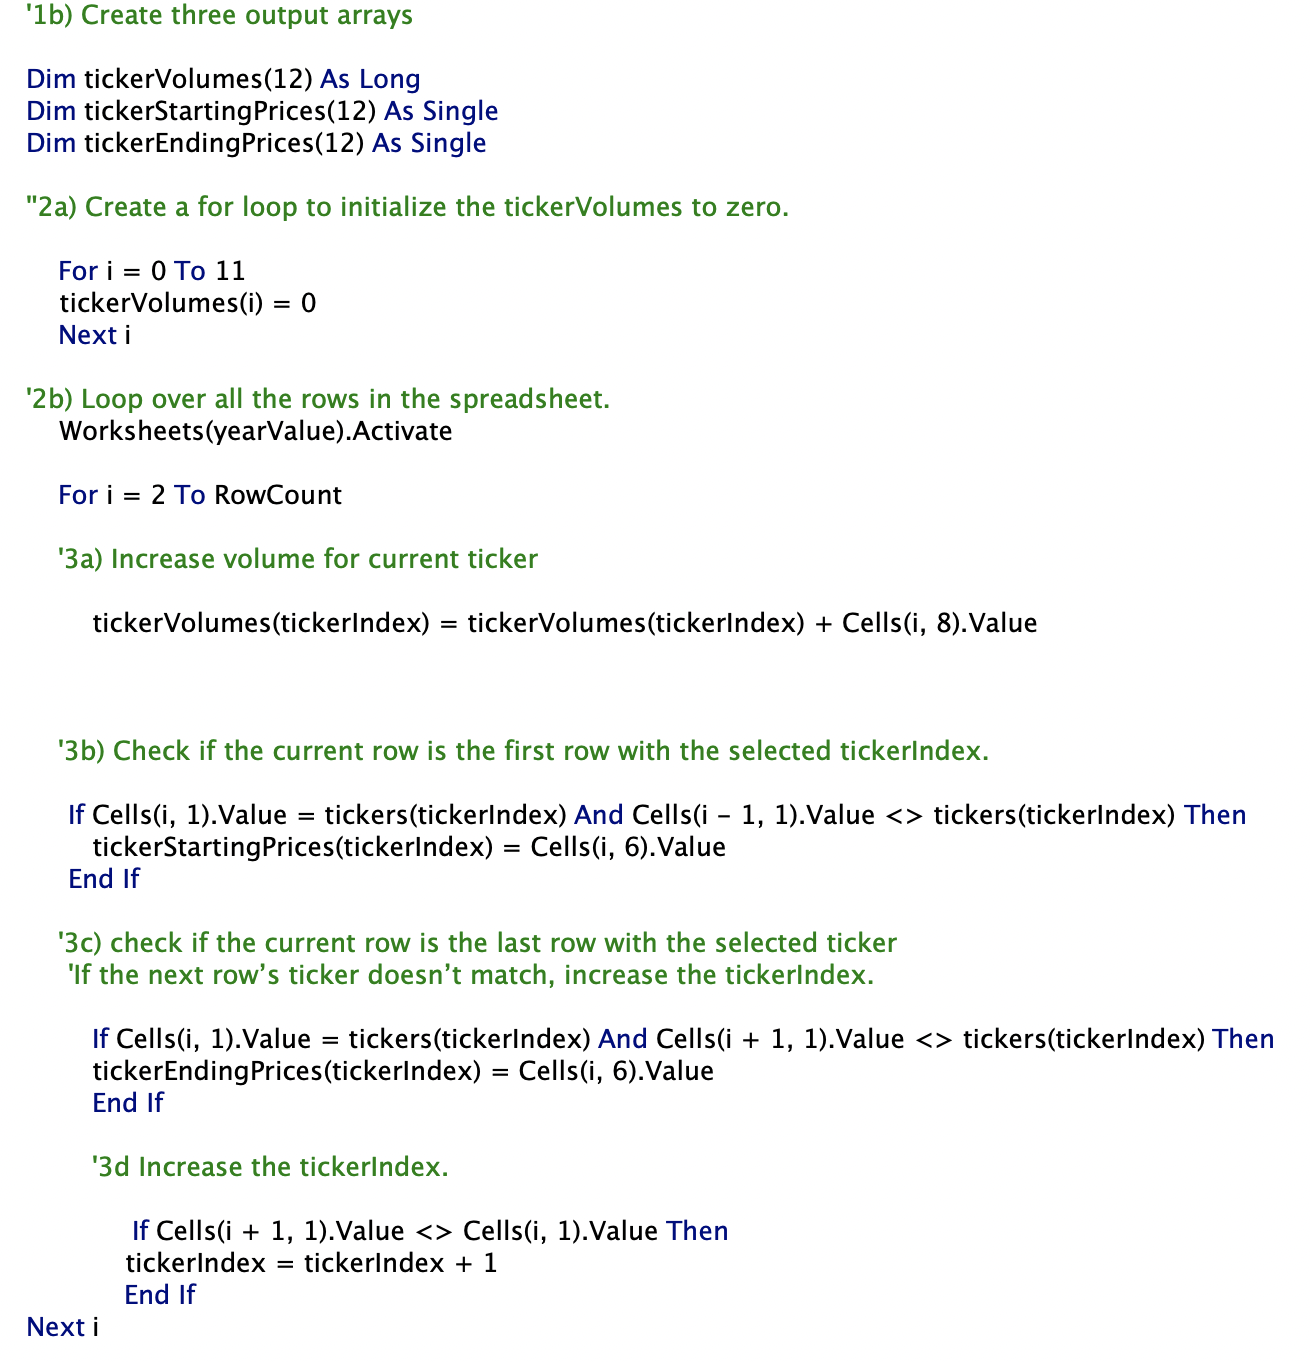 '1b) Create three output arrays
Dim tickerVolumes(12) As Long
Dim tickerStartingPrices(12) As Single
Dim tickerEndingPrices(12) As Single
"2a) Create a for loop to initialize the tickerVolumes to zero.
For i = 0 To 11
tickerVolumes(i) = 0
Next i
'2b) Loop over all the rows in the spreadsheet.
Worksheets(yearValue).Activate
For i = 2 To RowCount
'3a) Increase volume for current ticker
tickerVolumes(tickerIndex) = tickerVolumes(tickerIndex) + Cells(i, 8).Value
'3b) Check if the current row is the first row with the selected tickerIndex.
If Cells(i, 1).Value = tickers(tickerIndex) And Cells(i - 1, 1).Value <> tickers(tickerIndex) Then
tickerStartingPrices(tickerIndex) = Cells(i, 6).Value
End If
'3c) check if the current row is the last row with the selected ticker
'If the next row’s ticker doesn’t match, increase the tickerIndex.
If Cells(i, 1).Value = tickers(tickerIndex) And Cells(i + 1, 1).Value <> tickers(tickerIndex) Then
tickerEndingPrices(tickerIndex) = Cells(i, 6).Value
End If
'3d Increase the tickerIndex.
If Cells(i + 1, 1).Value <> Cells(i, 1).Value Then
tickerIndex = tickerIndex + 1
End If
Next i